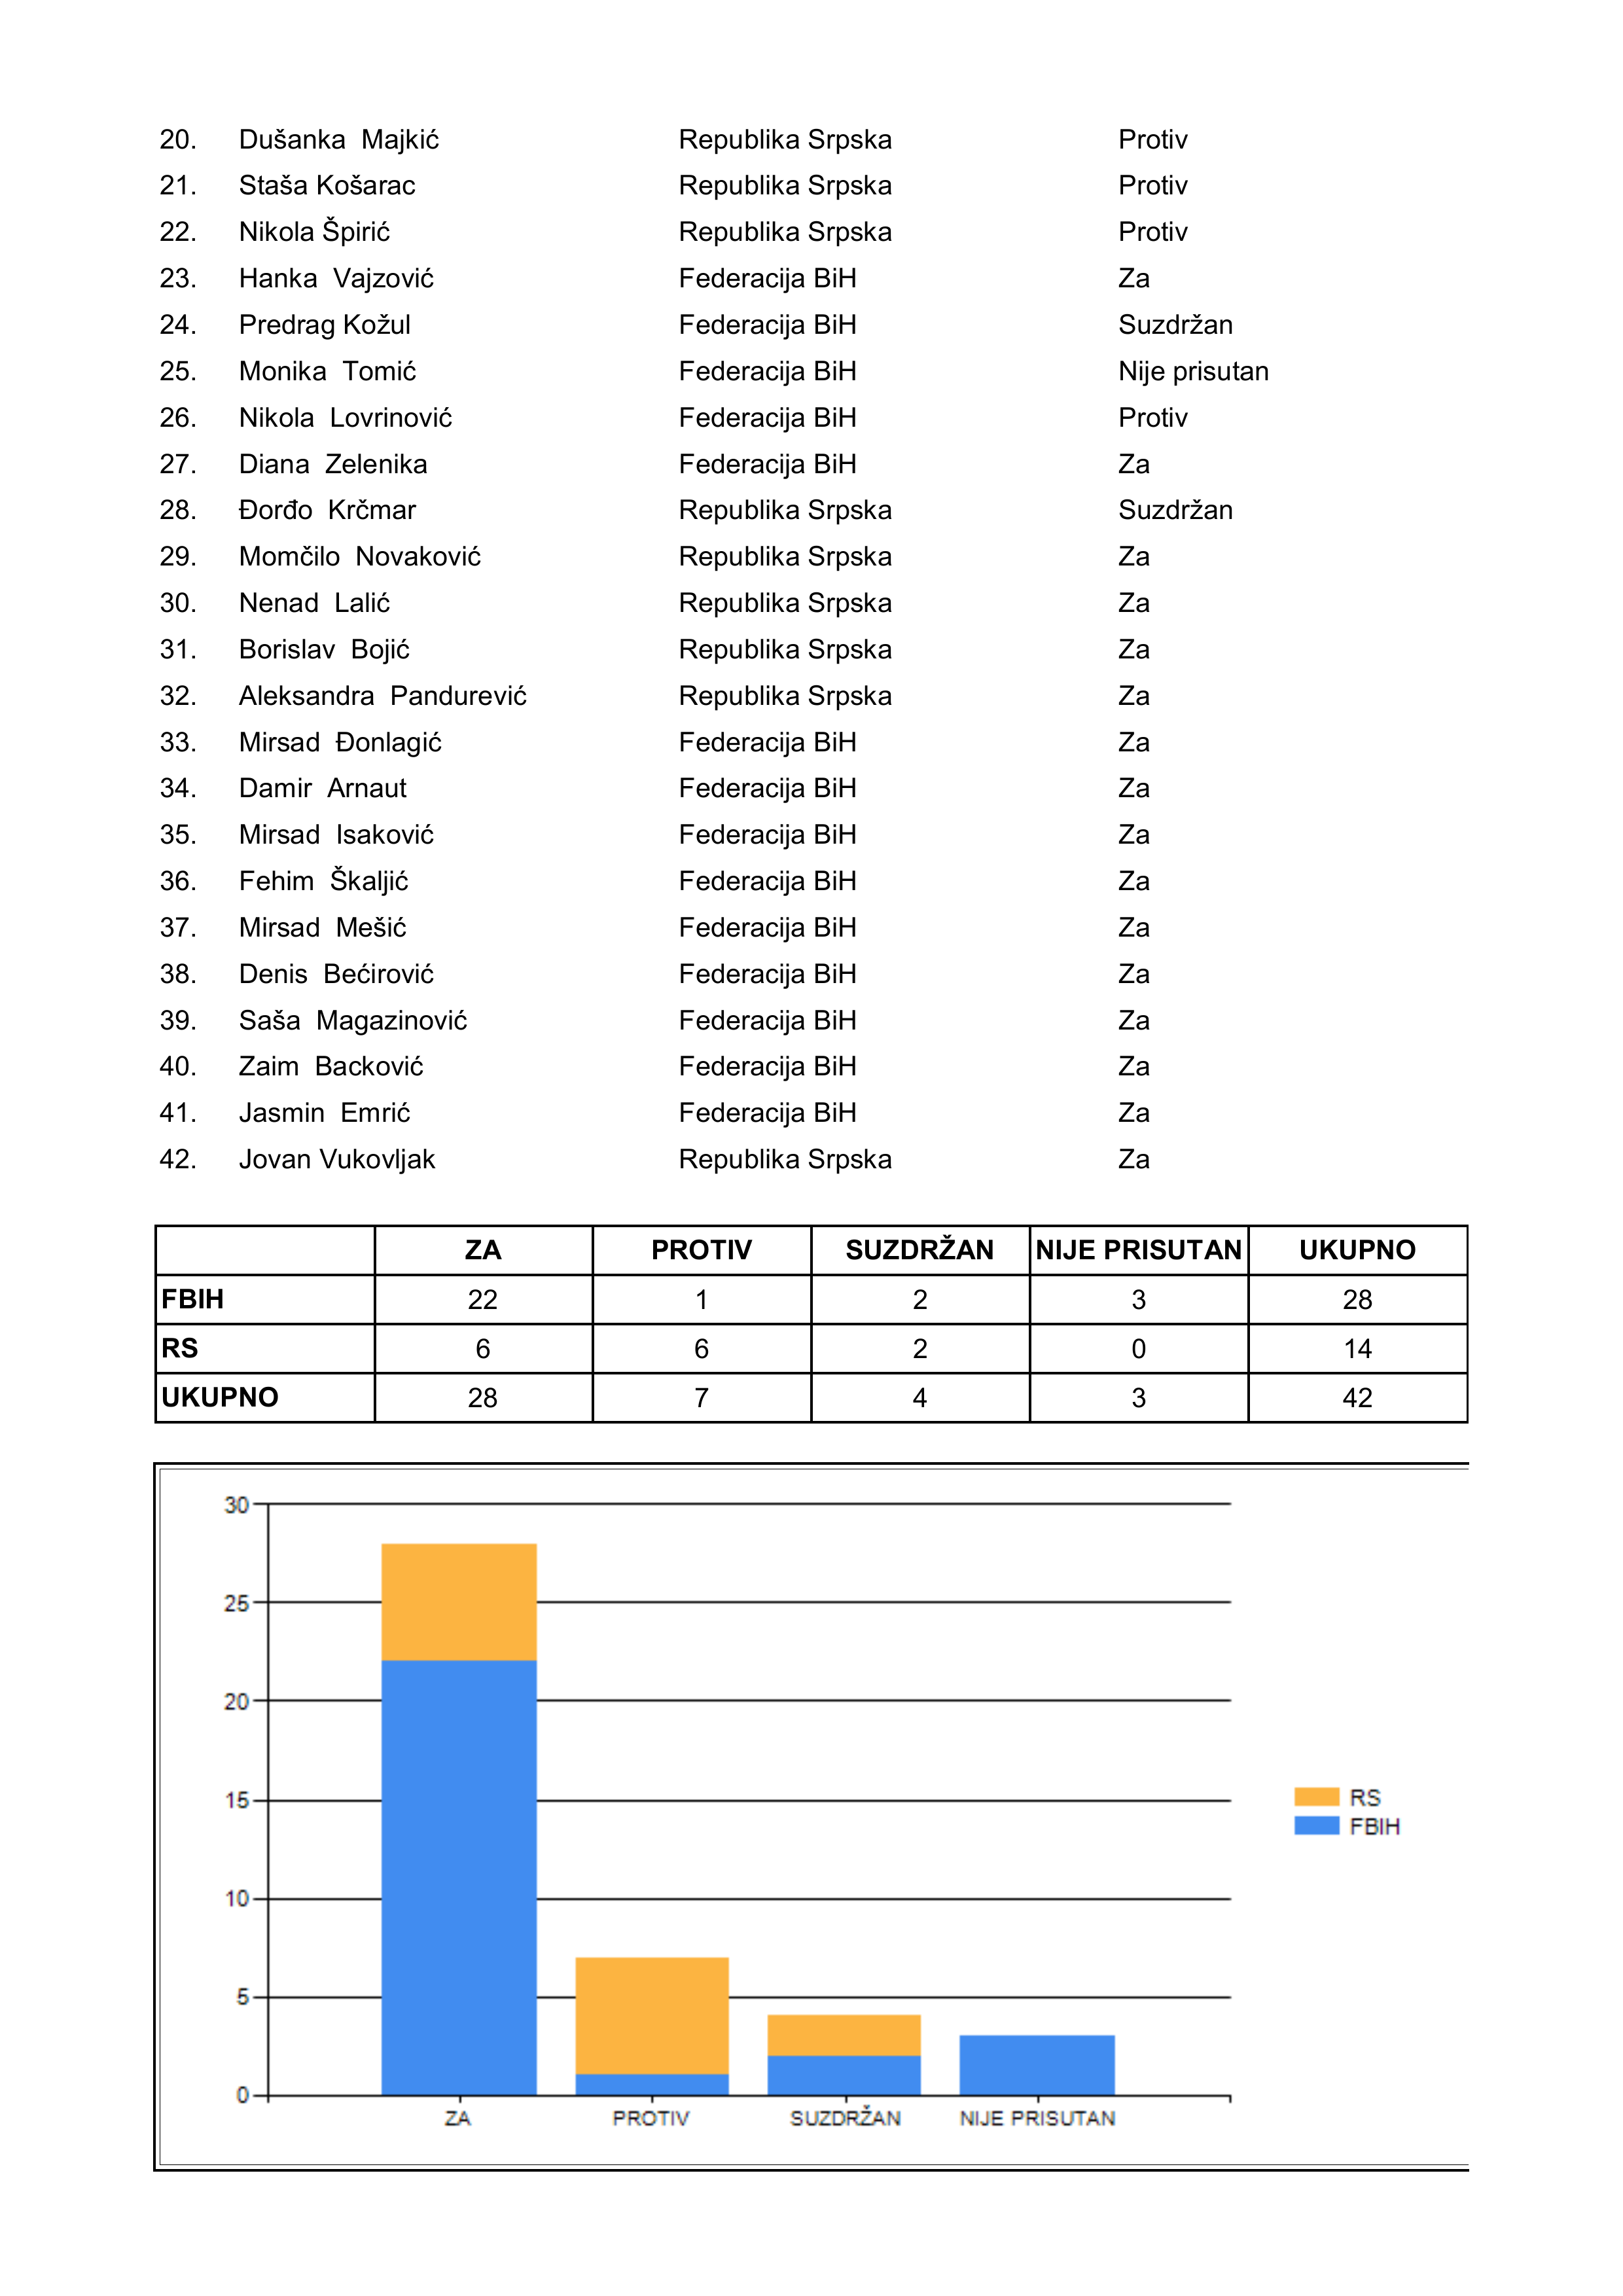 20. Dušanka Majkić Republika Srpska Protiv
21. Staša Košarac Republika Srpska Protiv
22. Nikola Špirić Republika Srpska Protiv
23. Hanka Vajzović Federacija BiH Za
24. Predrag Kožul Federacija BiH Suzdržan
25. Monika Tomić Federacija BiH Nije prisutan
26. Nikola Lovrinović Federacija BiH Protiv
27. Diana Zelenika Federacija BiH Za
28. Đorđo Krčmar Republika Srpska Suzdržan
29. Momčilo Novaković Republika Srpska Za
30. Nenad Lalić Republika Srpska Za
31. Borislav Bojić Republika Srpska Za
32. Aleksandra Pandurević Republika Srpska Za
33. Mirsad Đonlagić Federacija BiH Za
34. Damir Arnaut Federacija BiH Za
35. Mirsad Isaković Federacija BiH Za
36. Fehim Škaljić Federacija BiH Za
37. Mirsad Mešić Federacija BiH Za
38. Denis Bećirović Federacija BiH Za
39. Saša Magazinović Federacija BiH Za
40. Zaim Backović Federacija BiH Za
41. Jasmin Emrić Federacija BiH Za
42. Jovan Vukovljak Republika Srpska Za
ZA PROTIV SUZDRŽAN NIJE PRISUTAN UKUPNO
FBIH 22 1 2 3 28
RS 6 6 2 0 14
UKUPNO 28 7 4 3 42
30
25
20
15
10
5
0
ZA PROTIV SUZDRŽAN NIJE PRISUTAN
RS
FBIH